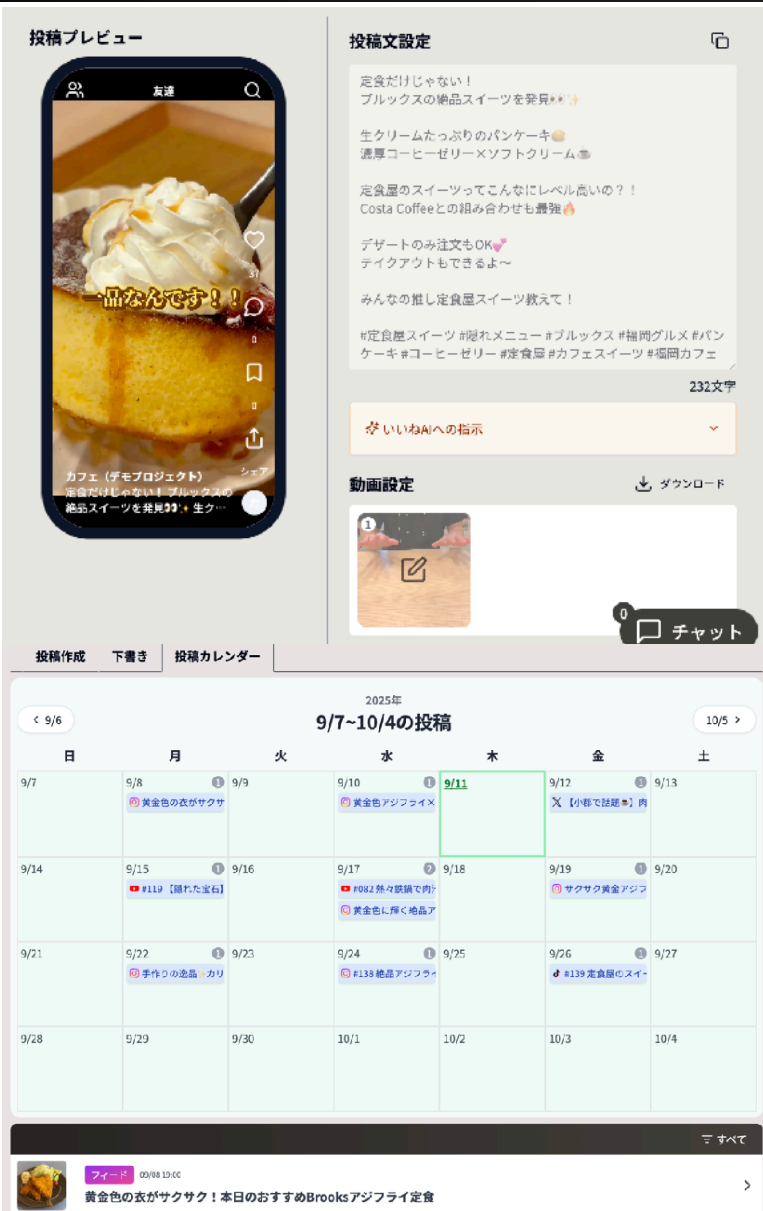 投稿プレビュー
友達
一品なんです！！
37
0
0
シェア
カフェ（デモプロジェクト）
定食だけじゃない！ ブルックスの
絶品スイーツを発見👀✨ 生ク…
投稿文設定
定食だけじゃない！
ブルックスの絶品スイーツを発見👀✨
生クリームたっぷりのパンケーキ🥞
濃厚コーヒーゼリー×ソフトクリーム☕
定食屋のスイーツってこんなにレベル高いの？！
Costa Coffeeとの組み合わせも最強🔥
デザートのみ注文もOK💕
テイクアウトもできるよ〜
みんなの推し定食屋スイーツ教えて！
#定食屋スイーツ #隠れメニュー #ブルックス #福岡グルメ #パン
ケーキ #コーヒーゼリー #定食屋 #カフェスイーツ #福岡カフェ
232文字
いいねAIへの指示
動画設定
ダウンロード
1
0
チャット
投稿作成 下書き 投稿カレンダー
2025年
< 9/6
9/7~10/4の投稿
10/5 >
日 月 火 水 木 金 土
9/7 9/8 1 9/9 9/10 1 9/11 9/12 1 9/13
黄金色の衣がサクサ 黄金色アジフライ× 【小郡で話題☕】肉
9/14 9/15 1 9/16 9/17 2 9/18 9/19 1 9/20
#119 【隠れた宝石】 #082 熱々鉄鍋で肉汁 サクサク黄金アジフ
黄金色に輝く絶品ア
9/21 9/22 1 9/23 9/24 1 9/25 9/26 1 9/27
手作りの逸品✨カリ #138 絶品アジフライ #139 定食屋のスイー
9/28 9/29 9/30 10/1 10/2 10/3 10/4
すべて
フィード 09/08 19:00
黄金色の衣がサクサク！本日のおすすめBrooksアジフライ定食